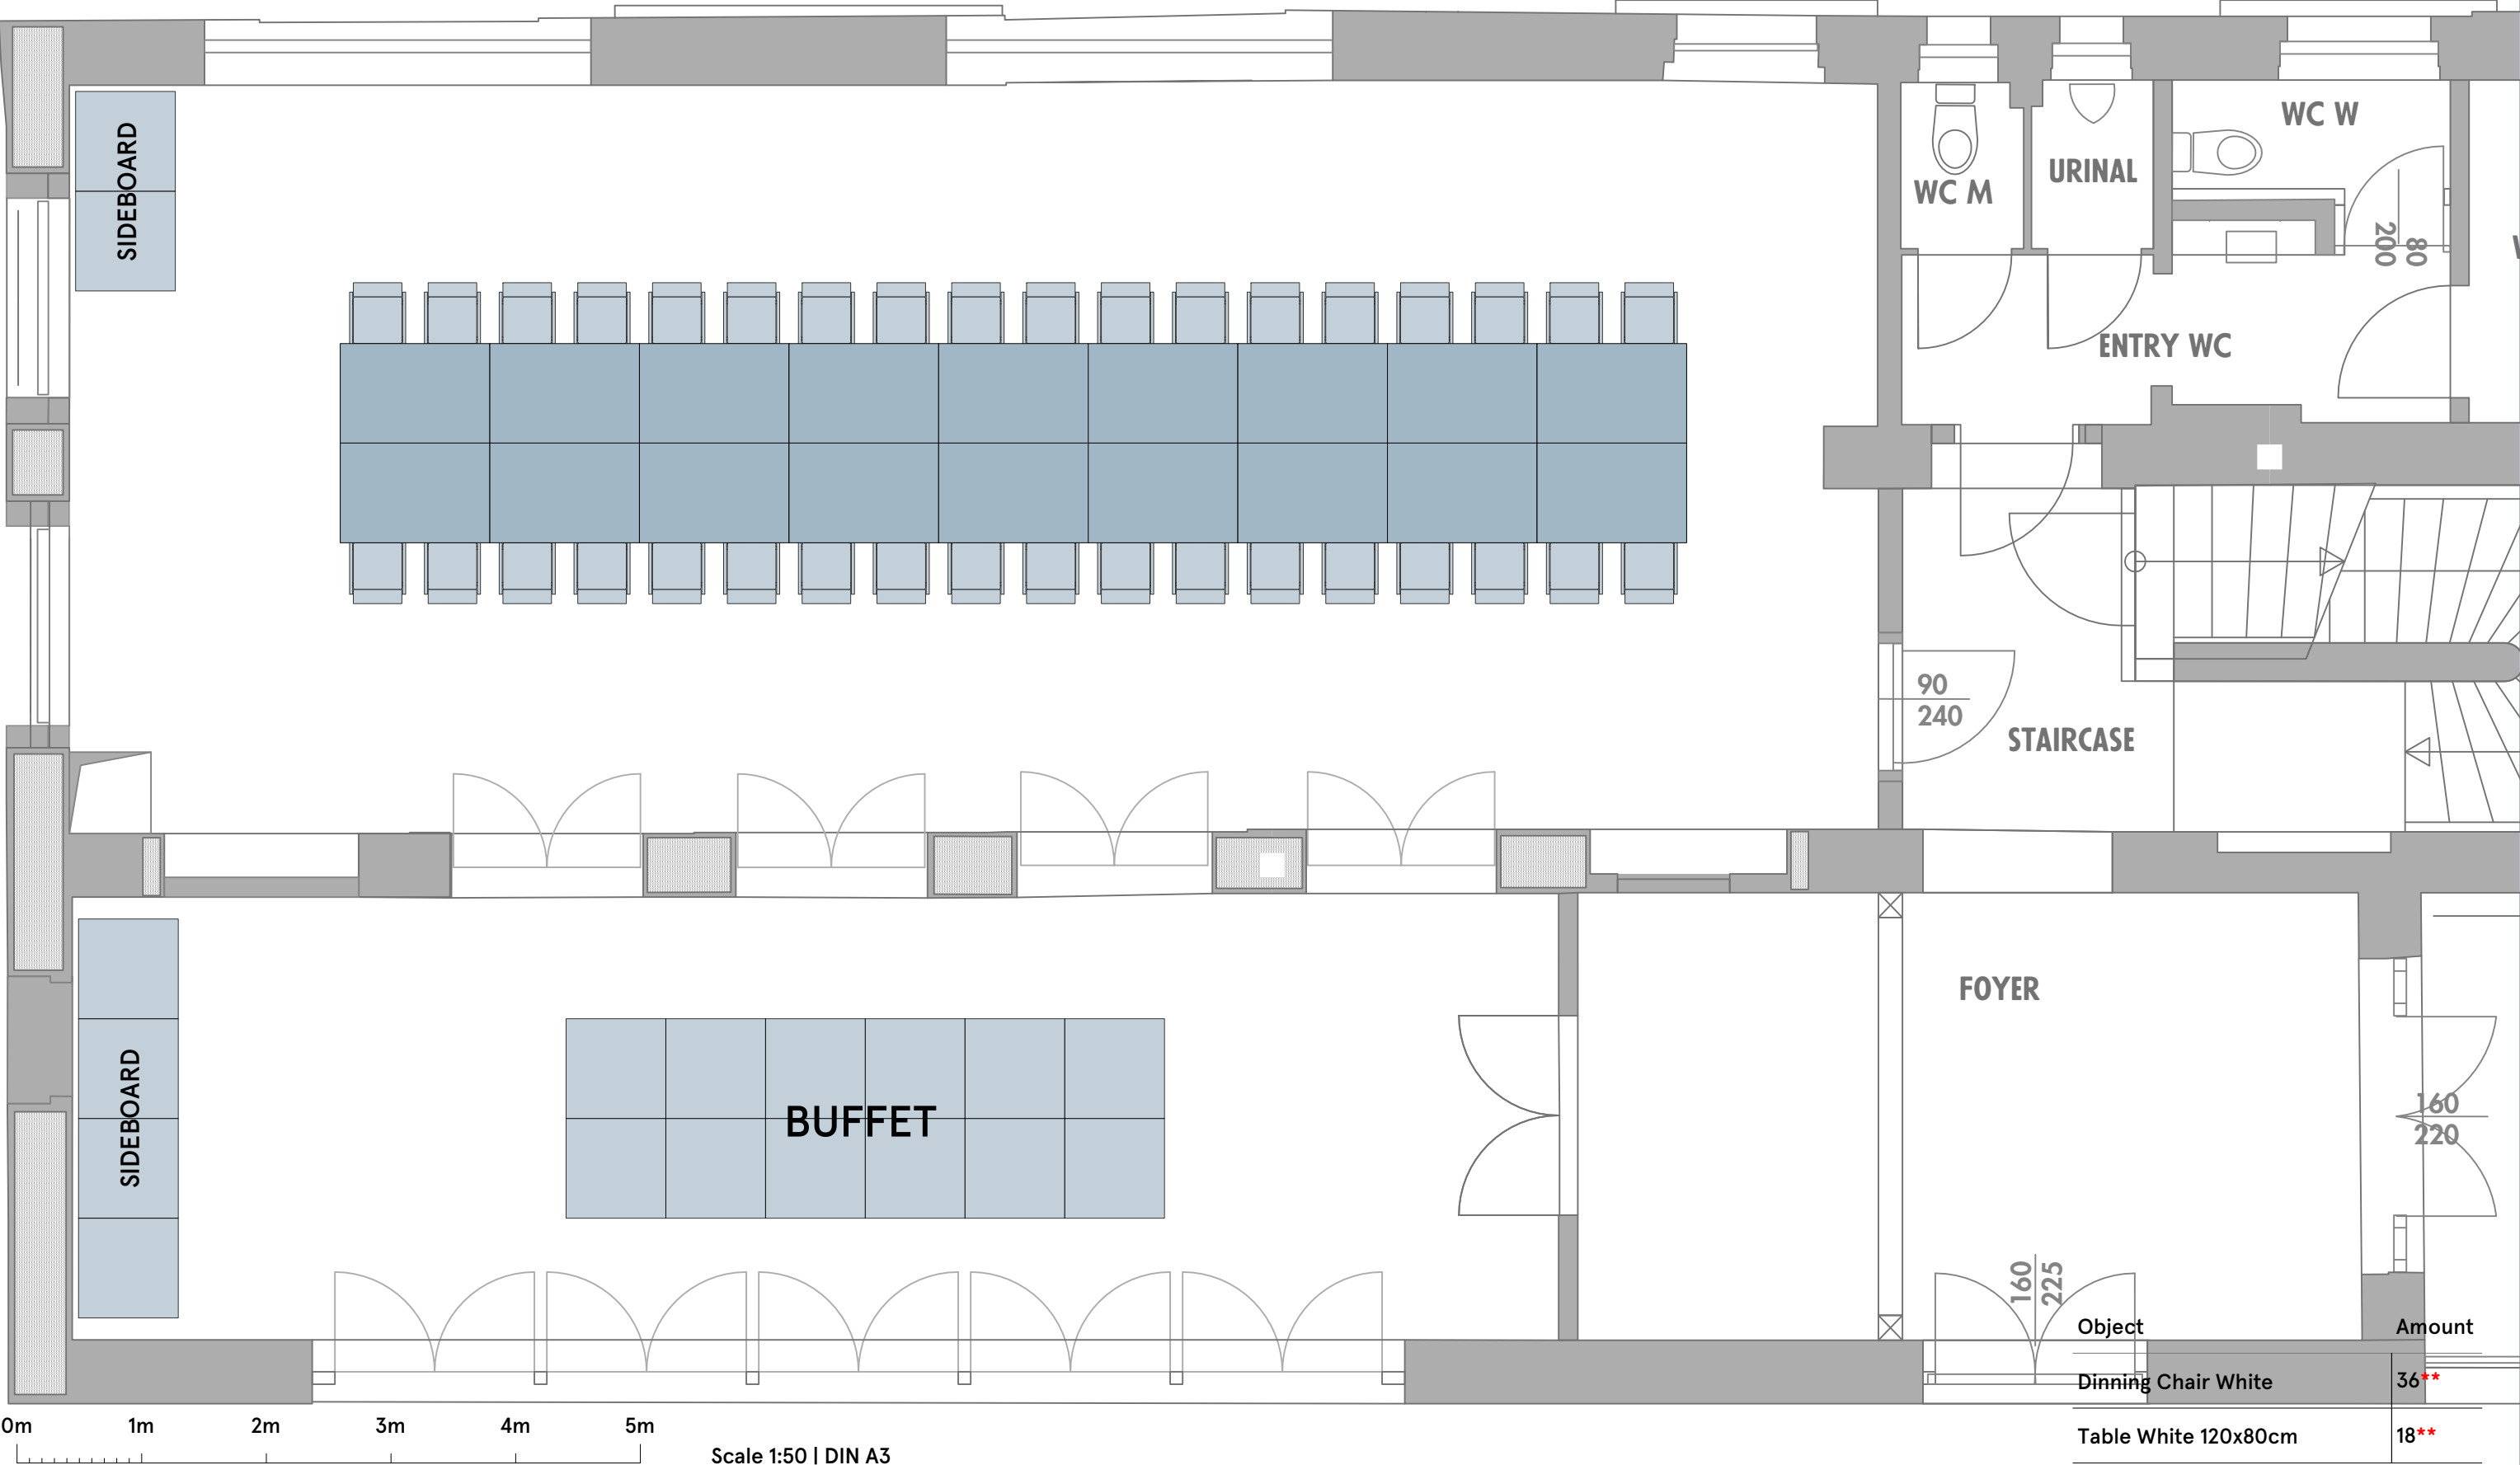 SIDEBOARD
WC M
URINAL
WC W
200
80
ENTRY WC
90
240
STAIRCASE
SIDEBOARD
BUFFET
FOYER
160
220
160
225
Object Amount
Dinning Chair White 36**
Table White 120x80cm 18**
0m 1m 2m 3m 4m 5m
Scale 1:50 | DIN A3